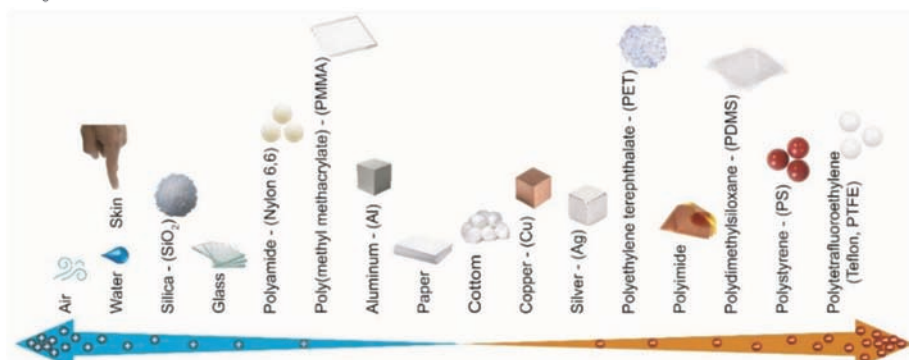 Air
Water
Skin
Silica - (SiO₂)
Glass
Polyamide - (Nylon 6,6)
Poly(methyl methacrylate) - (PMMA)
Aluminum - (Al)
Paper
Cottom
Copper - (Cu)
Silver - (Ag)
Polyethylene terephthalate - (PET)
Polyimide
Polydimethylsiloxane - (PDMS)
Polystyrene - (PS)
Polytetrafluoroethylene
(Teflon, PTFE)